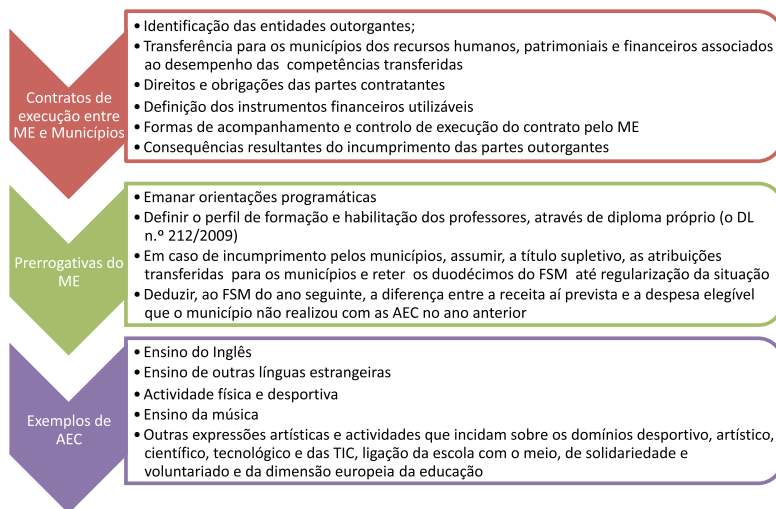 Contratos de
execução entre
ME e Municípios
• Identificação das entidades outorgantes;
• Transferência para os municípios dos recursos humanos, patrimoniais e financeiros associados
ao desempenho das competências transferidas
• Direitos e obrigações das partes contratantes
• Definição dos instrumentos financeiros utilizáveis
• Formas de acompanhamento e controlo de execução do contrato pelo ME
• Consequências resultantes do incumprimento das partes outorgantes
Prerrogativas do
ME
• Emanar orientações programáticas
• Definir o perfil de formação e habilitação dos professores, através de diploma próprio (o DL
n.º 212/2009)
• Em caso de incumprimento pelos municípios, assumir, a título supletivo, as atribuições
transferidas para os municípios e reter os duodécimos do FSM até regularização da situação
• Deduzir, ao FSM do ano seguinte, a diferença entre a receita aí prevista e a despesa elegível
que o município não realizou com as AEC no ano anterior
Exemplos de
AEC
• Ensino do Inglês
• Ensino de outras línguas estrangeiras
• Actividade física e desportiva
• Ensino da música
• Outras expressões artísticas e actividades que incidam sobre os domínios desportivo, artístico,
científico, tecnológico e das TIC, ligação da escola com o meio, de solidariedade e
voluntariado e da dimensão europeia da educação